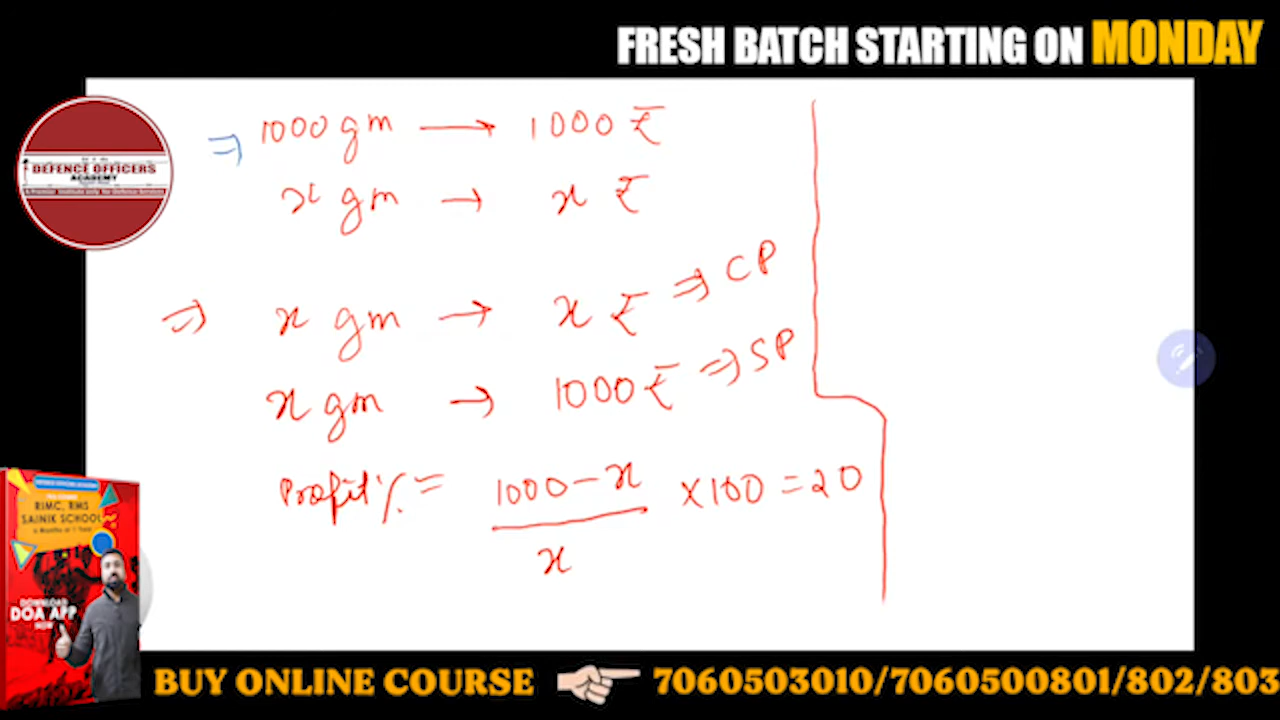 FRESH BATCH STARTING ON MONDAY
⇒ 1000 gm → 1000 ₹
x gm → x ₹
DEFENCE OFFICERS
ACADEMY
⇒ x gm → x ₹ ⇒ CP
x gm → 1000 ₹ ⇒ SP
Profit % = (1000 - x)/x × 100 = 20
RIMC, RMS
SAINIK SCHOOL
DOWNLOAD
DOA APP
NOW
BUY ONLINE COURSE 7060503010/7060500801/802/803